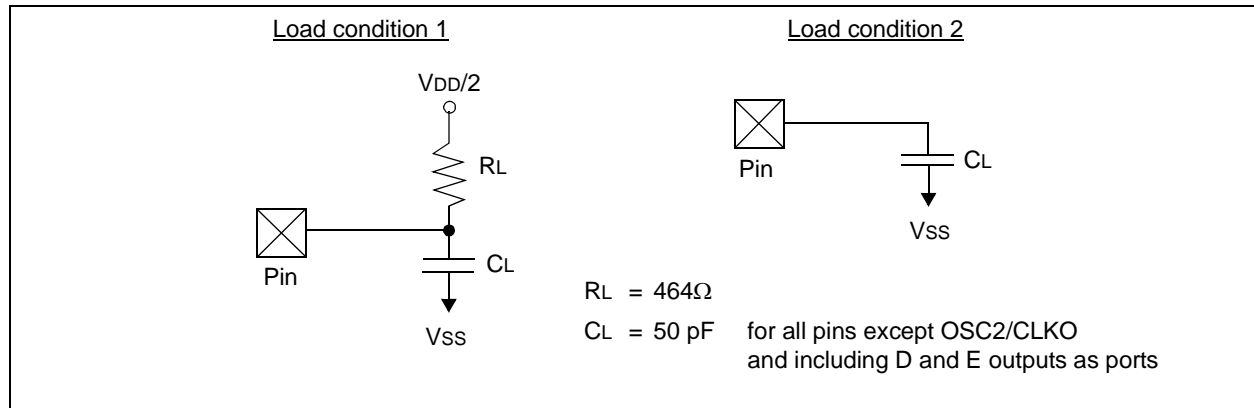 Load condition 1
VDD/2
RL
Pin
CL
VSS
Load condition 2
Pin
CL
VSS
RL = 464Ω
CL = 50 pF for all pins except OSC2/CLKO
and including D and E outputs as ports